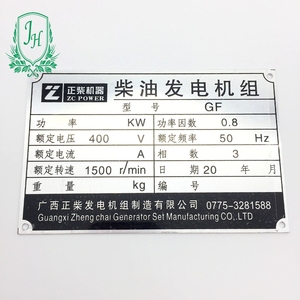 JH
正柴机器
ZC POWER
柴油发电机组
型号 GF
功率 KW 功率因数 0.8
额定电压 400 V 额定频率 50 Hz
额定电流 A 相数 3
额定转速 1500 r/min 日期 20 年 月
重量 kg 编号
广西正柴发电机组制造有限公司 0775-3281588
Guangxi Zheng chai Generator Set Manufacturing CO., LTD